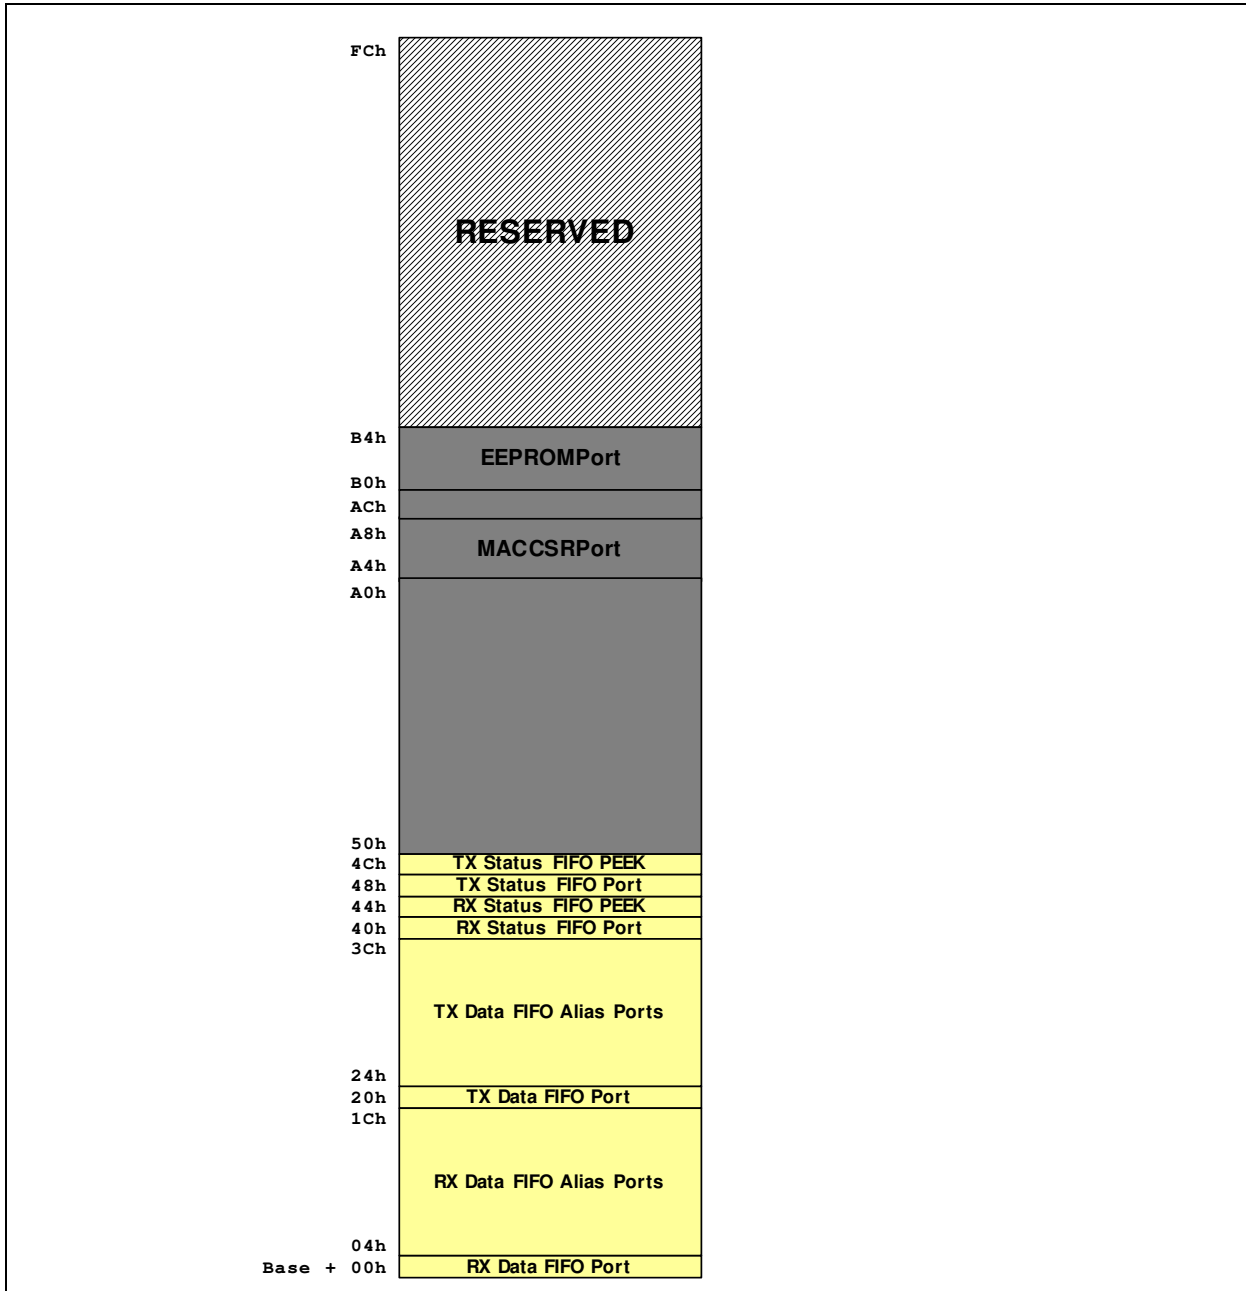 FCh
RESERVED
B4h
EEPROMPort
B0h
ACh
A8h
MACCSRPort
A4h
A0h
50h
4Ch TX Status FIFO PEEK
48h TX Status FIFO Port
44h RX Status FIFO PEEK
40h RX Status FIFO Port
3Ch
TX Data FIFO Alias Ports
24h
20h TX Data FIFO Port
1Ch
RX Data FIFO Alias Ports
04h
Base + 00h RX Data FIFO Port